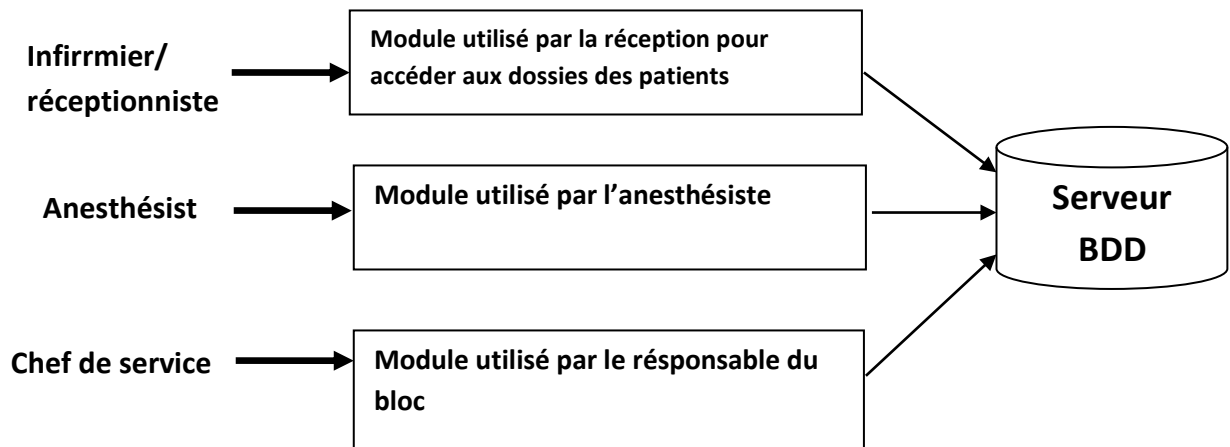 Infirrmier/
réceptionniste
Module utilisé par la réception pour
accéder aux dossies des patients
Anesthésist
Module utilisé par l’anesthésiste
Serveur
BDD
Chef de service
Module utilisé par le résponsable du
bloc